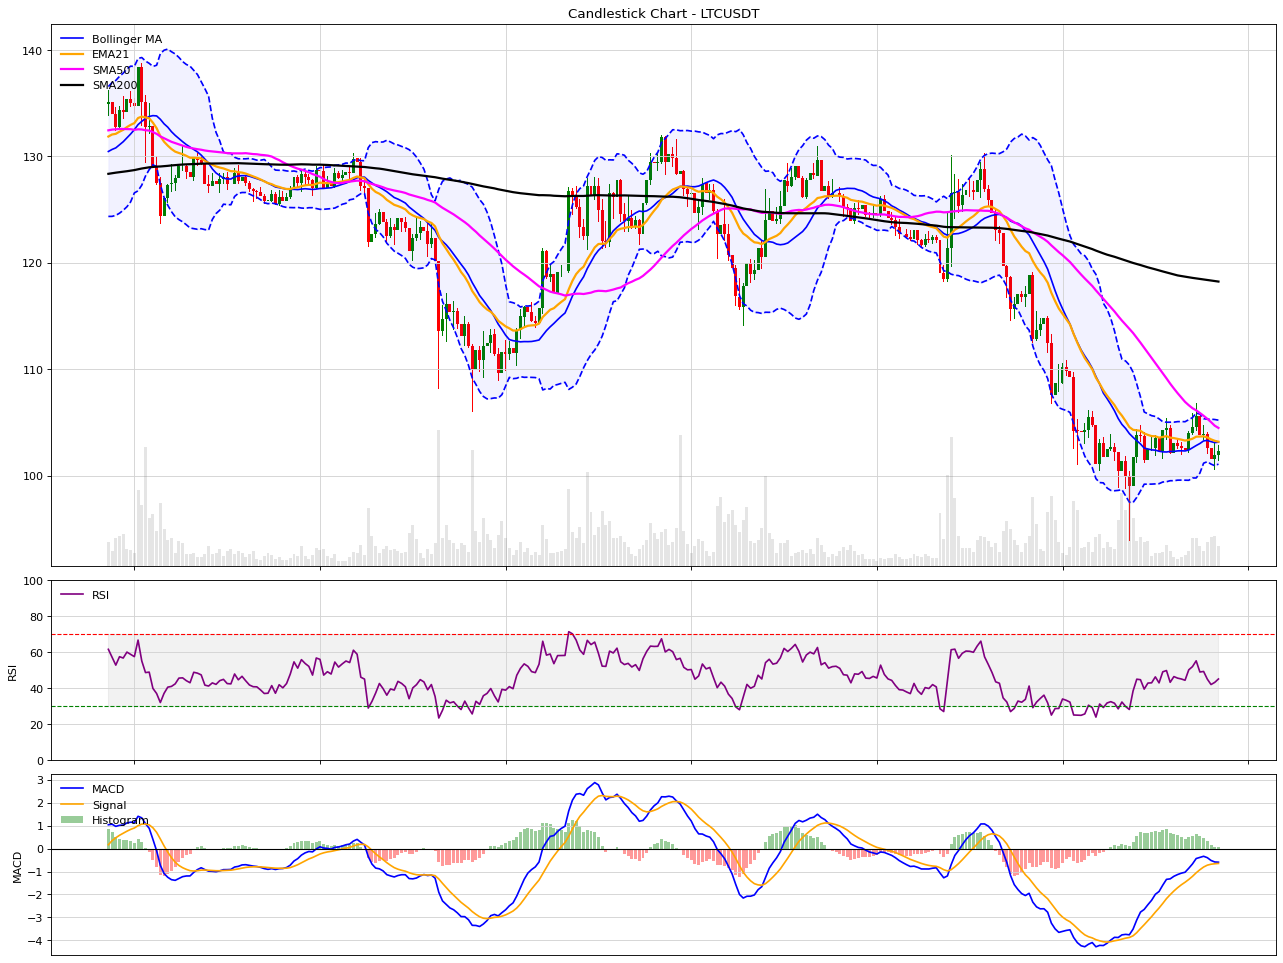 Candlestick Chart - LTCUSDT
Bollinger MA
EMA21
SMA50
SMA200
140
130
120
110
100
RSI
100
80
60
40
20
0
RSI
MACD
Signal
Histogram
3
2
1
0
−1
−2
−3
−4
MACD